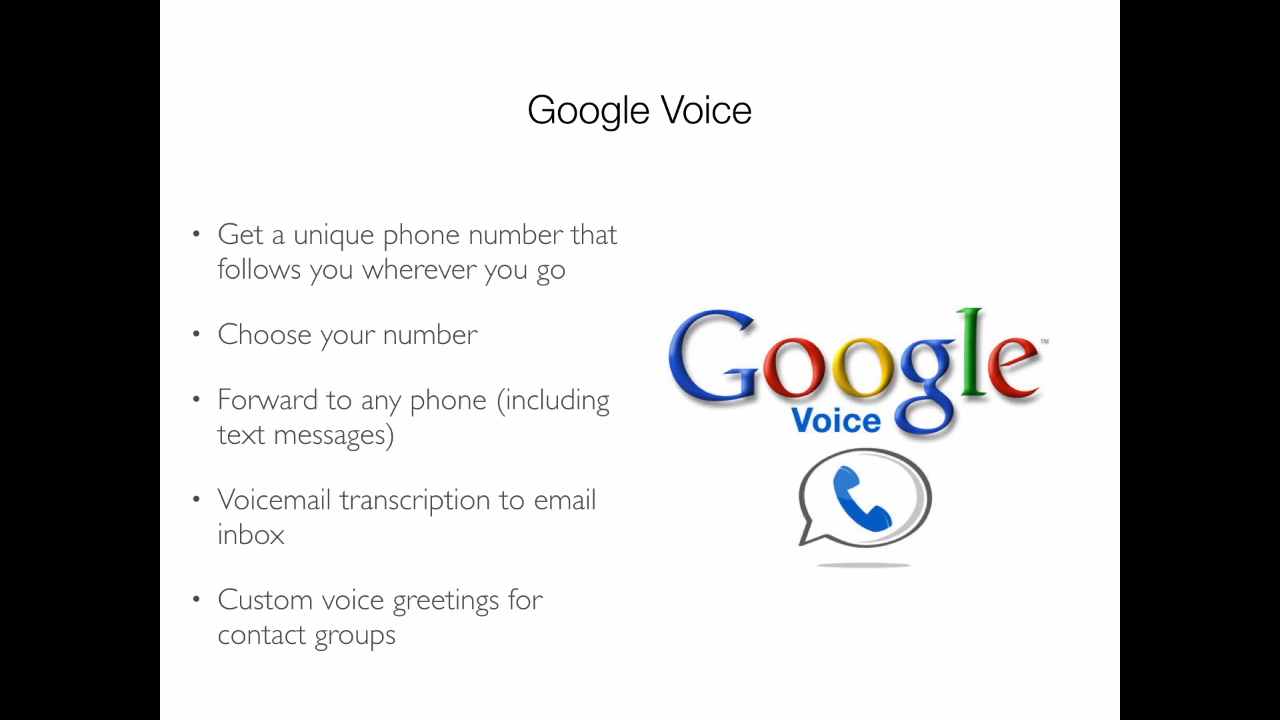 Google Voice
• Get a unique phone number that
follows you wherever you go
• Choose your number
• Forward to any phone (including
text messages)
• Voicemail transcription to email
inbox
• Custom voice greetings for
contact groups
Google™
Voice